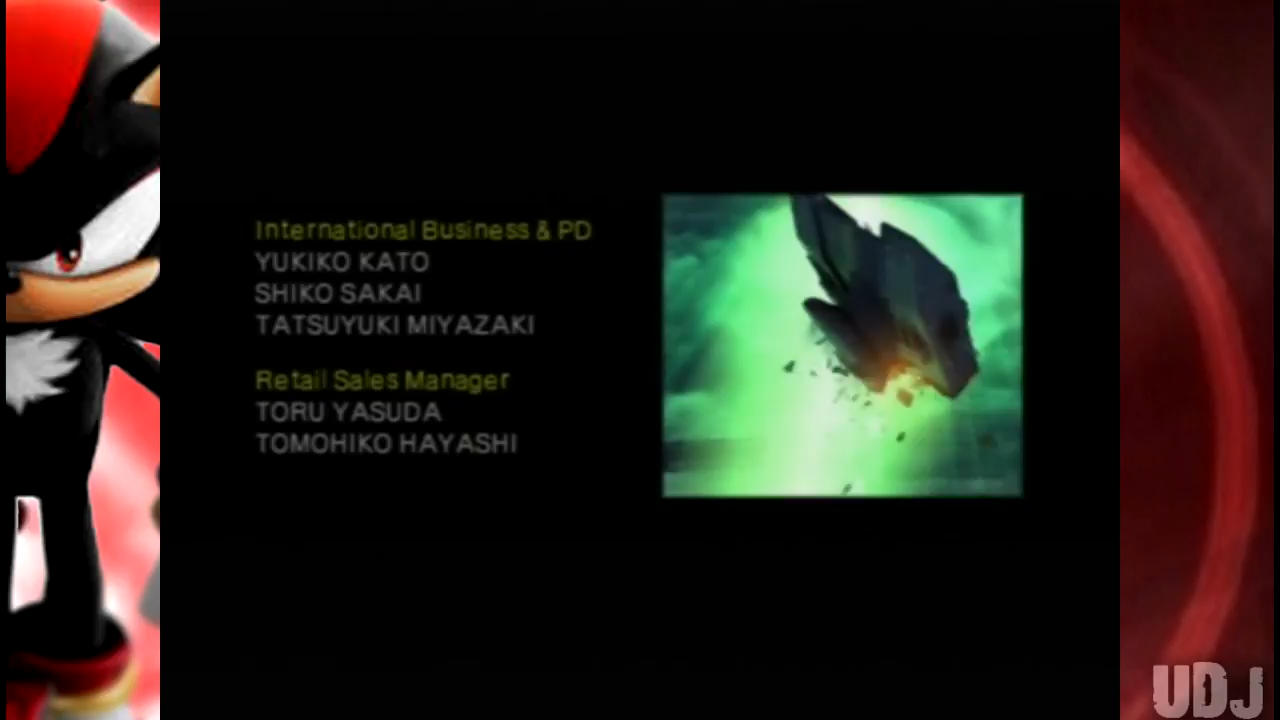 International Business & PD
YUKIKO KATO
SHIKO SAKAI
TATSUYUKI MIYAZAKI
Retail Sales Manager
TORU YASUDA
TOMOHIKO HAYASHI
UDJ